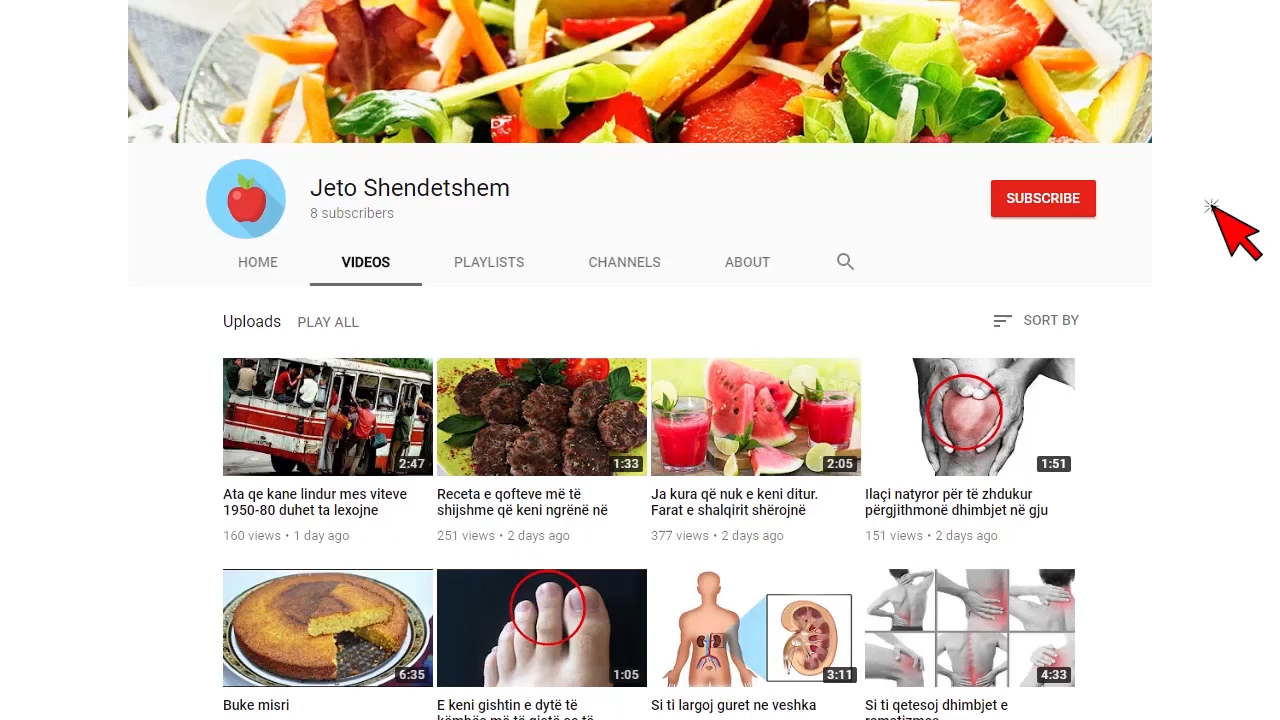 Jeto Shendetshem
8 subscribers
SUBSCRIBE
HOME VIDEOS PLAYLISTS CHANNELS ABOUT
Uploads PLAY ALL SORT BY
2:47 1:33 2:05 1:51
Ata qe kane lindur mes viteve
1950-80 duhet ta lexojne
160 views • 1 day ago
Receta e qofteve më të
shijshme që keni ngrënë në
251 views • 2 days ago
Ja kura që nuk e keni ditur.
Farat e shalqirit shërojnë
377 views • 2 days ago
Ilaçi natyror për të zhdukur
përgjithmonë dhimbjet në gju
151 views • 2 days ago
6:35 1:05 3:11 4:33
Buke misri
E keni gishtin e dytë të
Si ti largoj guret ne veshka
Si ti qetesoj dhimbjet e